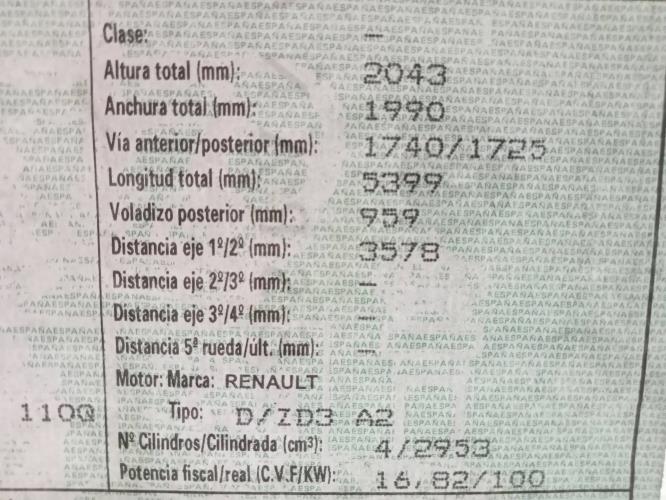 Clase: –
Altura total (mm): 2043
Anchura total (mm): 1990
Vía anterior/posterior (mm): 1740/1725
Longitud total (mm): 5399
Voladizo posterior (mm): 959
Distancia eje 1º/2º (mm): 3578
Distancia eje 2º/3º (mm): –
Distancia eje 3º/4º (mm): –
Distancia 5ª rueda/últ. (mm): –
Motor: Marca: RENAULT
110Q Tipo: D/ZD3 A2
Nº Cilindros/Cilindrada (cm³): 4/2953
Potencia fiscal/real (C.V.F/KW): 16,82/100